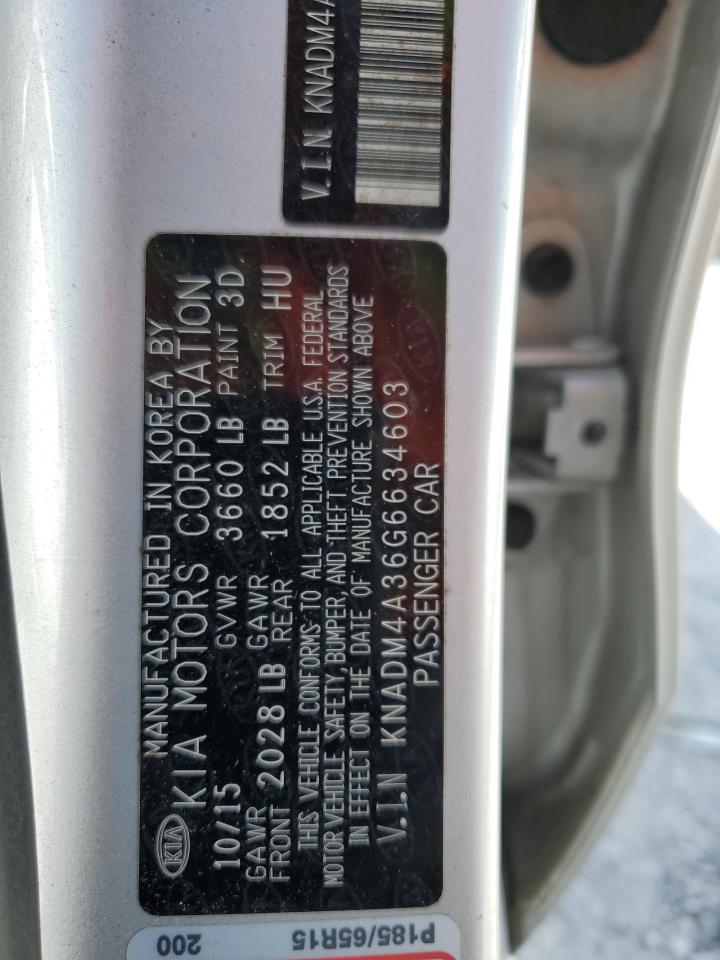 KIA
MANUFACTURED IN KOREA BY
KIA MOTORS CORPORATION
10/15 GVWR 3660 LB PAINT 3D
GAWR FRONT 2028 LB GAWR REAR 1852 LB TRIM HU
THIS VEHICLE CONFORMS TO ALL APPLICABLE U.S.A. FEDERAL
MOTOR VEHICLE SAFETY, BUMPER, AND THEFT PREVENTION STANDARDS
IN EFFECT ON THE DATE OF MANUFACTURE SHOWN ABOVE
V.I.N KNADM4A36G6634603
PASSENGER CAR
V.I.N KNADM4A
P185/65R15
200